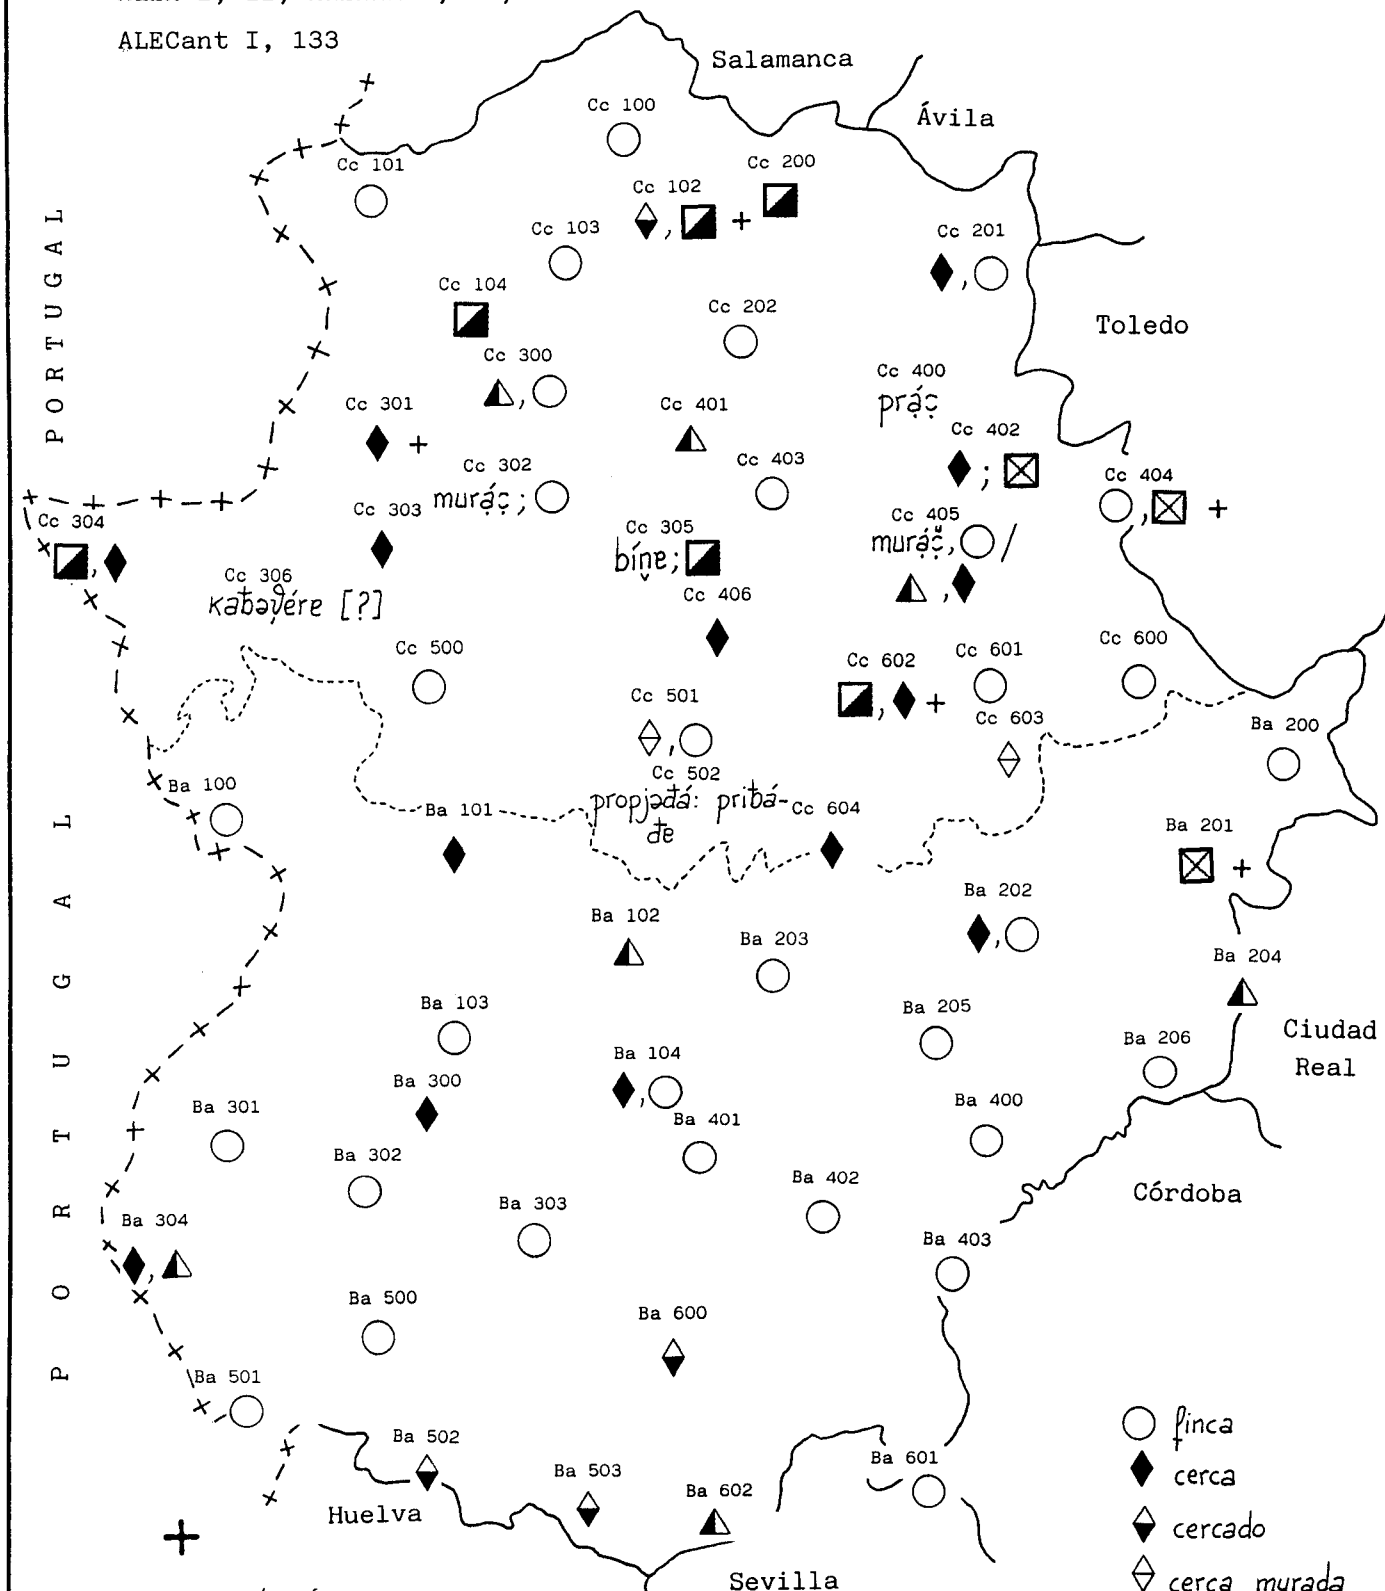 ALECant I, 133
Salamanca
Ávila
Cc 100
Cc 101
Cc 200
Cc 102
, +
Cc 103
Cc 201
,
PORTUGAL
Cc 104
Cc 202
Toledo
Cc 300
,
Cc 400
prạ́c̣
Cc 301
+
Cc 401
Cc 402
;
Cc 302
murạ́c̣;
Cc 403
Cc 404
, +
Cc 303
Cc 304
,
Cc 305
;
Cc 405
, /
,
Cc 306
[?]
Cc 406
Cc 500
Cc 600
Cc 601
Cc 602
, +
Cc 501
,
Cc 603
Ba 200
Cc 502
Ba 100
Ba 101
Cc 604
Ba 201
+
PORTUGAL
Ba 202
,
Ba 102
Ba 203
Ba 204
Ba 103
Ba 205
Ciudad
Real
Ba 206
Ba 104
,
Ba 300
Ba 301
Ba 400
Ba 401
Ba 302
Ba 402
Córdoba
Ba 303
Ba 304
,
Ba 403
Ba 500
Ba 600
Ba 501
finca
Ba 502
Ba 503
Ba 601
cerca
Ba 602
Huelva
cercado
+
Sevilla
cerca murada